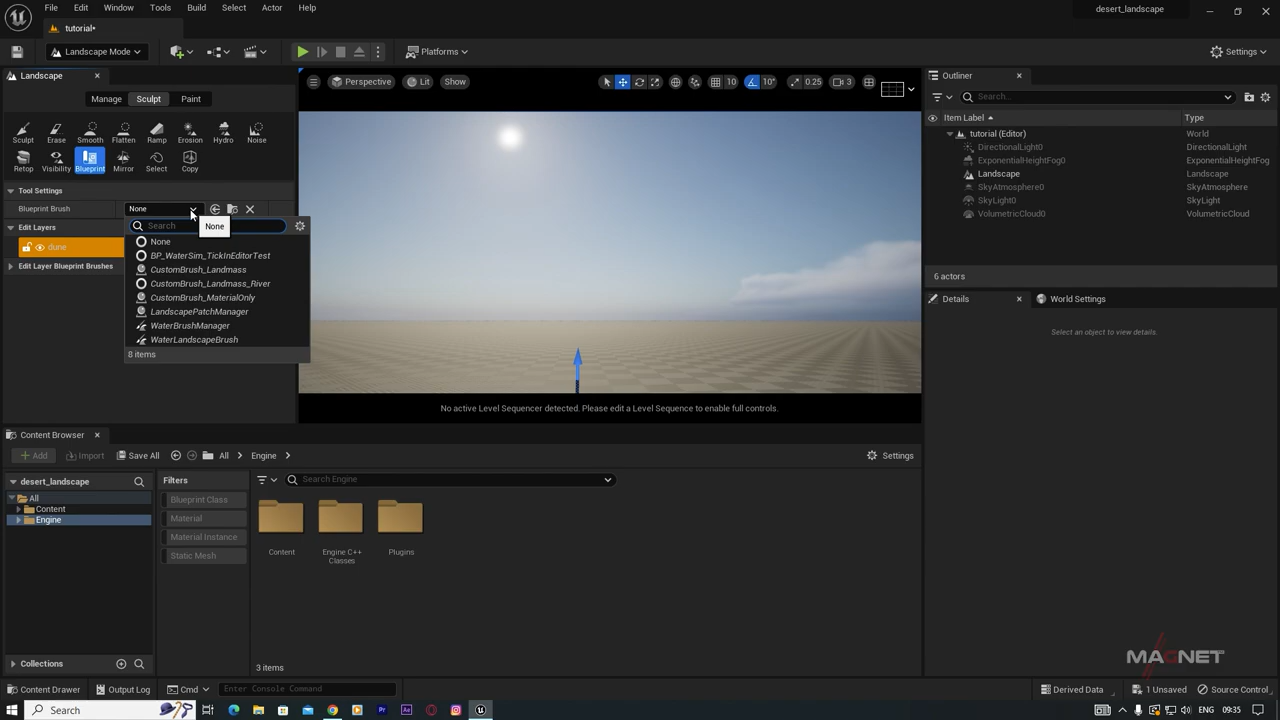 File Edit Window Tools Build Select Actor Help
desert_landscape
tutorial*
Landscape Mode
Platforms
Settings
Landscape
Manage Sculpt Paint
Sculpt Erase Smooth Flatten Ramp Erosion Hydro Noise
Retop Visibility Blueprint Mirror Select Copy
Tool Settings
Blueprint Brush None
None
Search
Edit Layers
dune
Edit Layer Blueprint Brushes
None
BP_WaterSim_TickInEditorTest
CustomBrush_Landmass
CustomBrush_Landmass_River
CustomBrush_MaterialOnly
LandscapePatchManager
WaterBrushManager
WaterLandscapeBrush
8 items
Perspective Lit Show
10 10° 0.25 3
No active Level Sequencer detected. Please edit a Level Sequence to enable full controls.
Outliner
Search...
Item Label Type
tutorial (Editor) World
DirectionalLight0 DirectionalLight
ExponentialHeightFog0 ExponentialHeightFog
Landscape Landscape
SkyAtmosphere0 SkyAtmosphere
SkyLight0 SkyLight
VolumetricCloud0 VolumetricCloud
6 actors
Details World Settings
Select an object to view details.
Content Browser
Add Import Save All All Engine Settings
desert_landscape
All
Content
Engine
Filters
Blueprint Class
Material
Material Instance
Static Mesh
Search Engine
Content
Engine C++
Classes
Plugins
3 items
Collections
MAGNET
Content Drawer Output Log Cmd Enter Console Command Derived Data 1 Unsaved Source Control
Search
Pr Ae
ENG 09:35